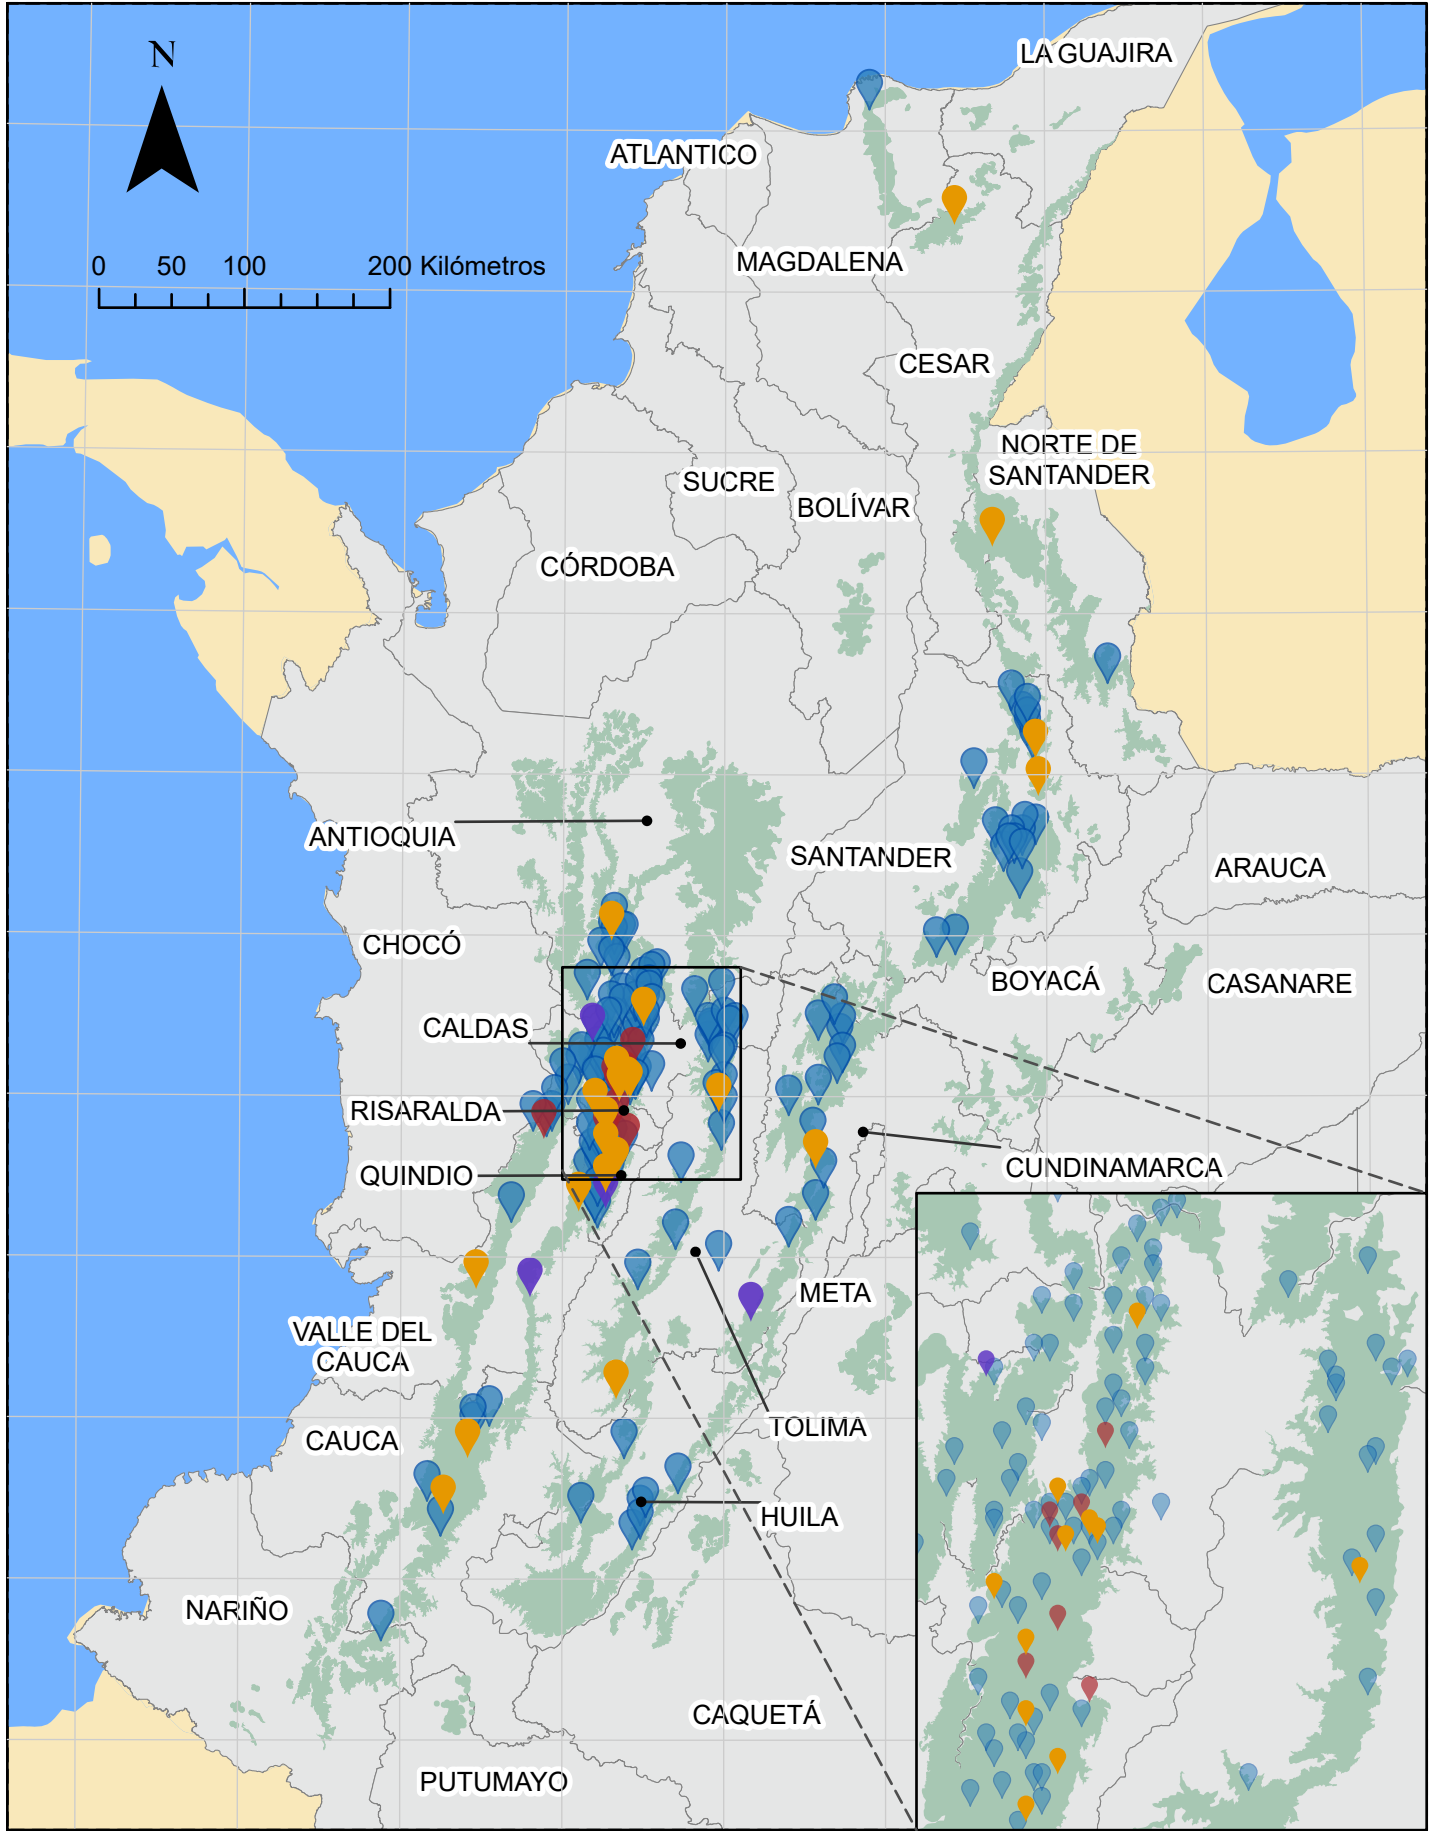 LA GUAJIRA
N
ATLANTICO
MAGDALENA
0 50 100 200 Kilómetros
CESAR
NORTE DE
SANTANDER
SUCRE
BOLÍVAR
CÓRDOBA
ANTIOQUIA
SANTANDER
ARAUCA
CHOCÓ
BOYACÁ
CASANARE
CALDAS
RISARALDA
QUINDIO
CUNDINAMARCA
META
VALLE DEL
CAUCA
TOLIMA
CAUCA
HUILA
NARIÑO
CAQUETÁ
PUTUMAYO